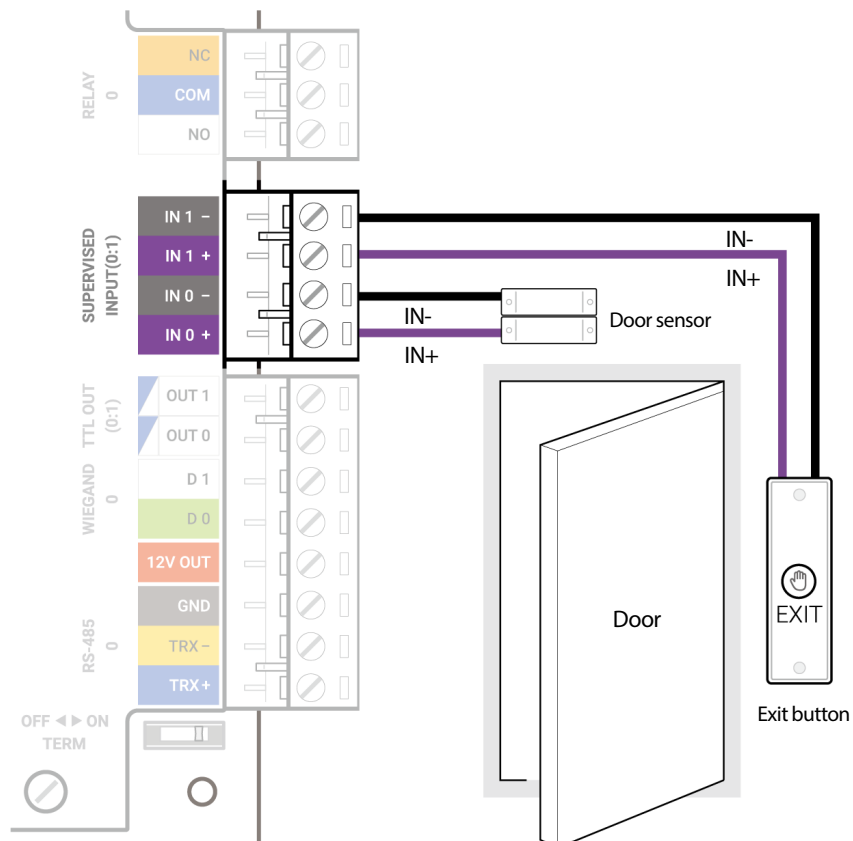 RELAY
0
NC
COM
NO
SUPERVISED
INPUT(0:1)
IN 1 –
IN 1 +
IN 0 –
IN 0 +
IN-
IN+
IN-
IN+
Door sensor
TTL OUT
(0:1)
OUT 1
OUT 0
WIEGAND
0
D 1
D 0
12V OUT
GND
RS-485
0
TRX –
TRX +
OFF ◀ ▶ ON
TERM
Door
EXIT
Exit button